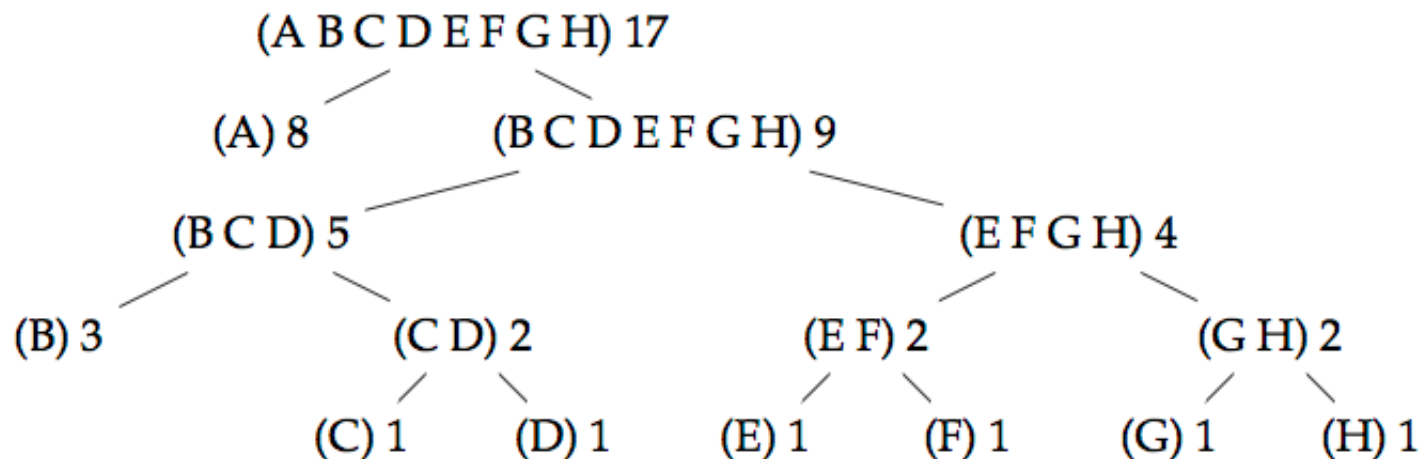 (A B C D E F G H) 17
(A) 8 (B C D E F G H) 9
(B C D) 5 (E F G H) 4
(B) 3 (C D) 2 (E F) 2 (G H) 2
(C) 1 (D) 1 (E) 1 (F) 1 (G) 1 (H) 1